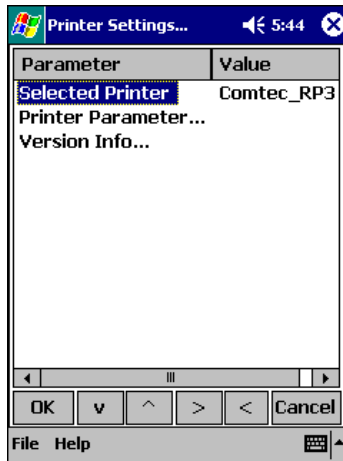 Printer Settings... 5:44
Parameter Value
Selected Printer Comtec_RP3
Printer Parameter...
Version Info...
OK v ^ > < Cancel
File Help